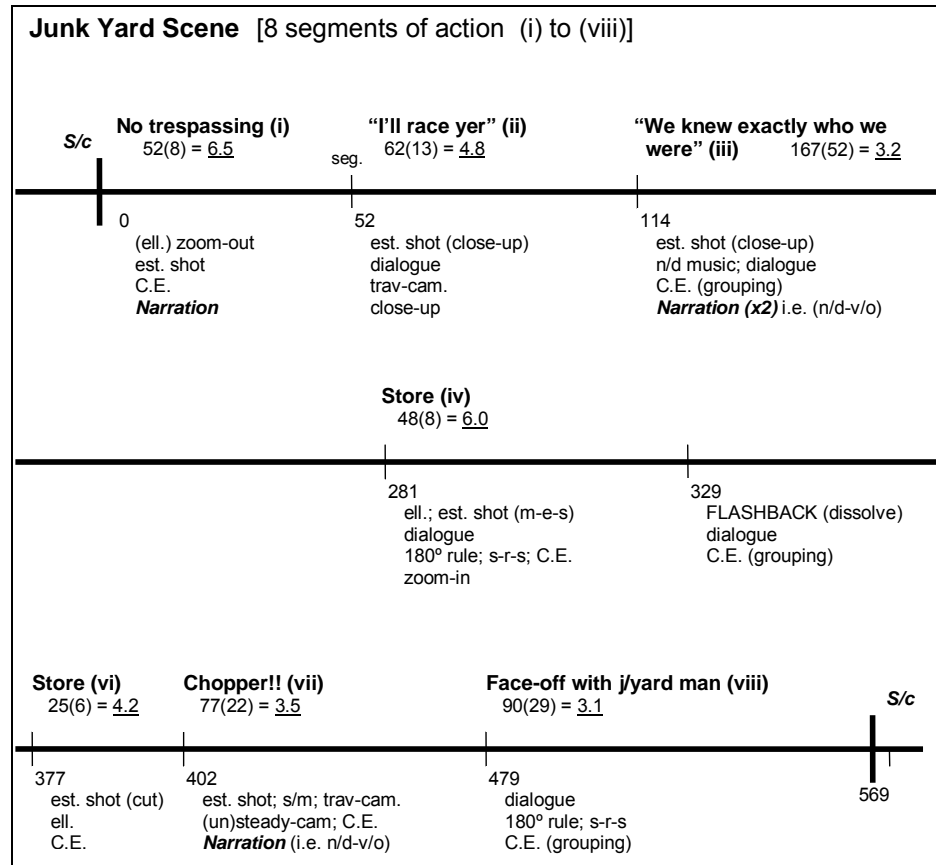 Junk Yard Scene [8 segments of action (i) to (viii)]
No trespassing (i)
52(8) = 6.5
"I'll race yer" (ii)
62(13) = 4.8
"We knew exactly who we
were" (iii) 167(52) = 3.2
S/c
seg.
0
(ell.) zoom-out
est. shot
C.E.
Narration
52
est. shot (close-up)
dialogue
trav-cam.
close-up
114
est. shot (close-up)
n/d music; dialogue
C.E. (grouping)
Narration (x2) i.e. (n/d-v/o)
Store (iv)
48(8) = 6.0
281
ell.; est. shot (m-e-s)
dialogue
180º rule; s-r-s; C.E.
zoom-in
329
FLASHBACK (dissolve)
dialogue
C.E. (grouping)
Store (vi)
25(6) = 4.2
Chopper!! (vii)
77(22) = 3.5
Face-off with j/yard man (viii)
90(29) = 3.1
S/c
377
est. shot (cut)
ell.
C.E.
402
est. shot; s/m; trav-cam.
(un)steady-cam; C.E.
Narration (i.e. n/d-v/o)
479
dialogue
180º rule; s-r-s
C.E. (grouping)
569